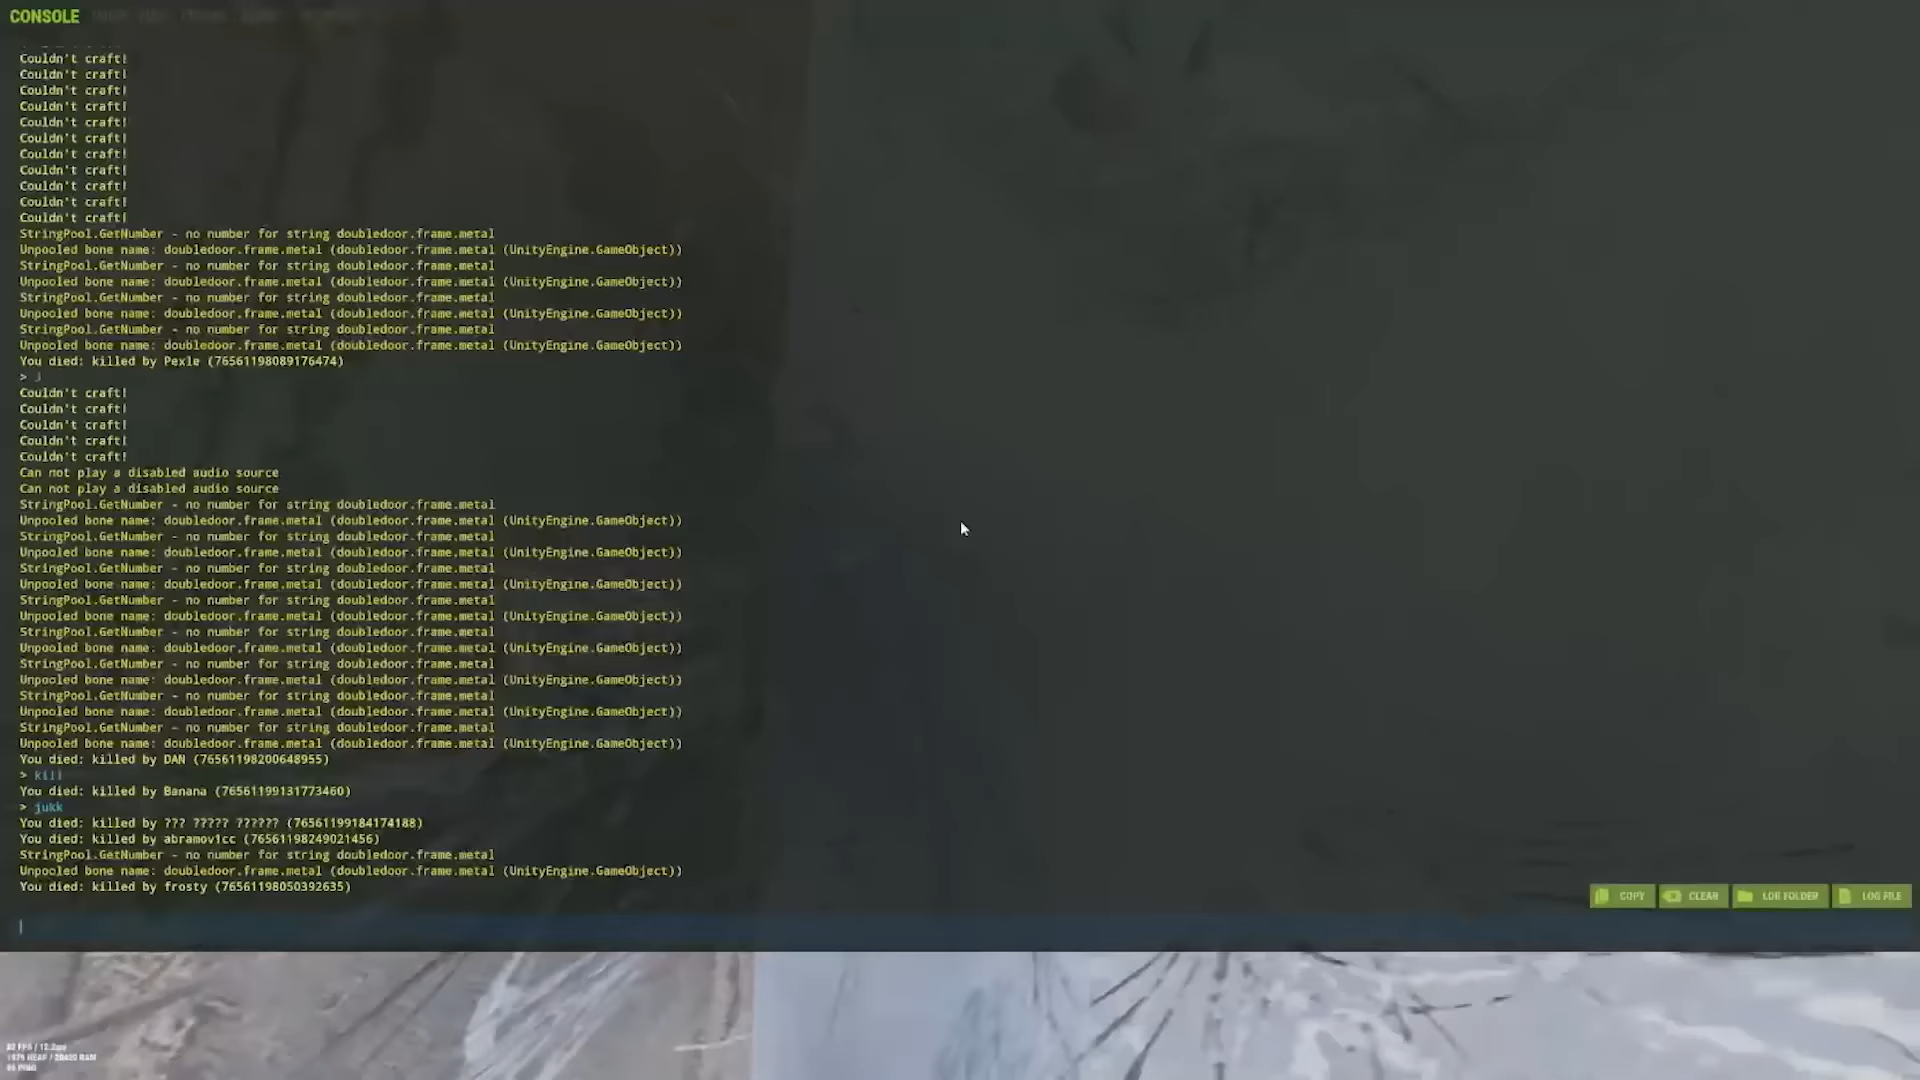 CONSOLE
Couldn't craft!
Couldn't craft!
Couldn't craft!
Couldn't craft!
Couldn't craft!
Couldn't craft!
Couldn't craft!
Couldn't craft!
Couldn't craft!
Couldn't craft!
Couldn't craft!
StringPool.GetNumber - no number for string doubledoor.frame.metal
Unpooled bone name: doubledoor.frame.metal (doubledoor.frame.metal (UnityEngine.GameObject))
StringPool.GetNumber - no number for string doubledoor.frame.metal
Unpooled bone name: doubledoor.frame.metal (doubledoor.frame.metal (UnityEngine.GameObject))
StringPool.GetNumber - no number for string doubledoor.frame.metal
Unpooled bone name: doubledoor.frame.metal (doubledoor.frame.metal (UnityEngine.GameObject))
StringPool.GetNumber - no number for string doubledoor.frame.metal
Unpooled bone name: doubledoor.frame.metal (doubledoor.frame.metal (UnityEngine.GameObject))
You died: killed by Pexle (76561198089176474)
>
Couldn't craft!
Couldn't craft!
Couldn't craft!
Couldn't craft!
Couldn't craft!
Can not play a disabled audio source
Can not play a disabled audio source
StringPool.GetNumber - no number for string doubledoor.frame.metal
Unpooled bone name: doubledoor.frame.metal (doubledoor.frame.metal (UnityEngine.GameObject))
StringPool.GetNumber - no number for string doubledoor.frame.metal
Unpooled bone name: doubledoor.frame.metal (doubledoor.frame.metal (UnityEngine.GameObject))
StringPool.GetNumber - no number for string doubledoor.frame.metal
Unpooled bone name: doubledoor.frame.metal (doubledoor.frame.metal (UnityEngine.GameObject))
StringPool.GetNumber - no number for string doubledoor.frame.metal
Unpooled bone name: doubledoor.frame.metal (doubledoor.frame.metal (UnityEngine.GameObject))
StringPool.GetNumber - no number for string doubledoor.frame.metal
Unpooled bone name: doubledoor.frame.metal (doubledoor.frame.metal (UnityEngine.GameObject))
StringPool.GetNumber - no number for string doubledoor.frame.metal
Unpooled bone name: doubledoor.frame.metal (doubledoor.frame.metal (UnityEngine.GameObject))
StringPool.GetNumber - no number for string doubledoor.frame.metal
Unpooled bone name: doubledoor.frame.metal (doubledoor.frame.metal (UnityEngine.GameObject))
StringPool.GetNumber - no number for string doubledoor.frame.metal
Unpooled bone name: doubledoor.frame.metal (doubledoor.frame.metal (UnityEngine.GameObject))
You died: killed by DAN (76561198200648955)
> kill
You died: killed by Banana (76561199131773460)
> jukk
You died: killed by ??? ????? ?????? (76561199184174188)
You died: killed by abramov1cc (76561198249021456)
StringPool.GetNumber - no number for string doubledoor.frame.metal
Unpooled bone name: doubledoor.frame.metal (doubledoor.frame.metal (UnityEngine.GameObject))
You died: killed by frosty (76561198050392635)
COPY CLEAR LOG FOLDER LOG FILE